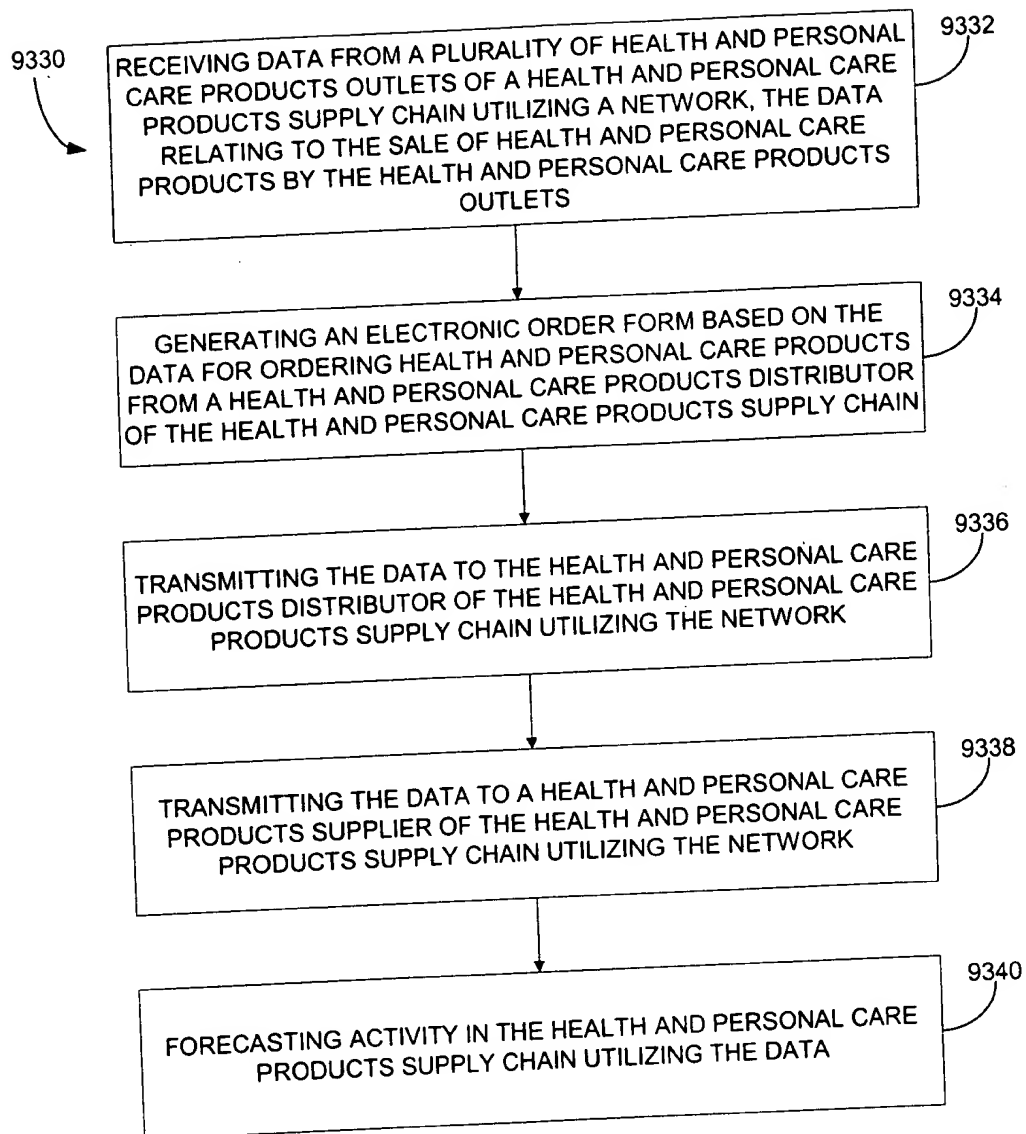 9330
9332
RECEIVING DATA FROM A PLURALITY OF HEALTH AND PERSONAL
CARE PRODUCTS OUTLETS OF A HEALTH AND PERSONAL CARE
PRODUCTS SUPPLY CHAIN UTILIZING A NETWORK, THE DATA
RELATING TO THE SALE OF HEALTH AND PERSONAL CARE
PRODUCTS BY THE HEALTH AND PERSONAL CARE PRODUCTS
OUTLETS
9334
GENERATING AN ELECTRONIC ORDER FORM BASED ON THE
DATA FOR ORDERING HEALTH AND PERSONAL CARE PRODUCTS
FROM A HEALTH AND PERSONAL CARE PRODUCTS DISTRIBUTOR
OF THE HEALTH AND PERSONAL CARE PRODUCTS SUPPLY CHAIN
9336
TRANSMITTING THE DATA TO THE HEALTH AND PERSONAL CARE
PRODUCTS DISTRIBUTOR OF THE HEALTH AND PERSONAL CARE
PRODUCTS SUPPLY CHAIN UTILIZING THE NETWORK
9338
TRANSMITTING THE DATA TO A HEALTH AND PERSONAL CARE
PRODUCTS SUPPLIER OF THE HEALTH AND PERSONAL CARE
PRODUCTS SUPPLY CHAIN UTILIZING THE NETWORK
9340
FORECASTING ACTIVITY IN THE HEALTH AND PERSONAL CARE
PRODUCTS SUPPLY CHAIN UTILIZING THE DATA